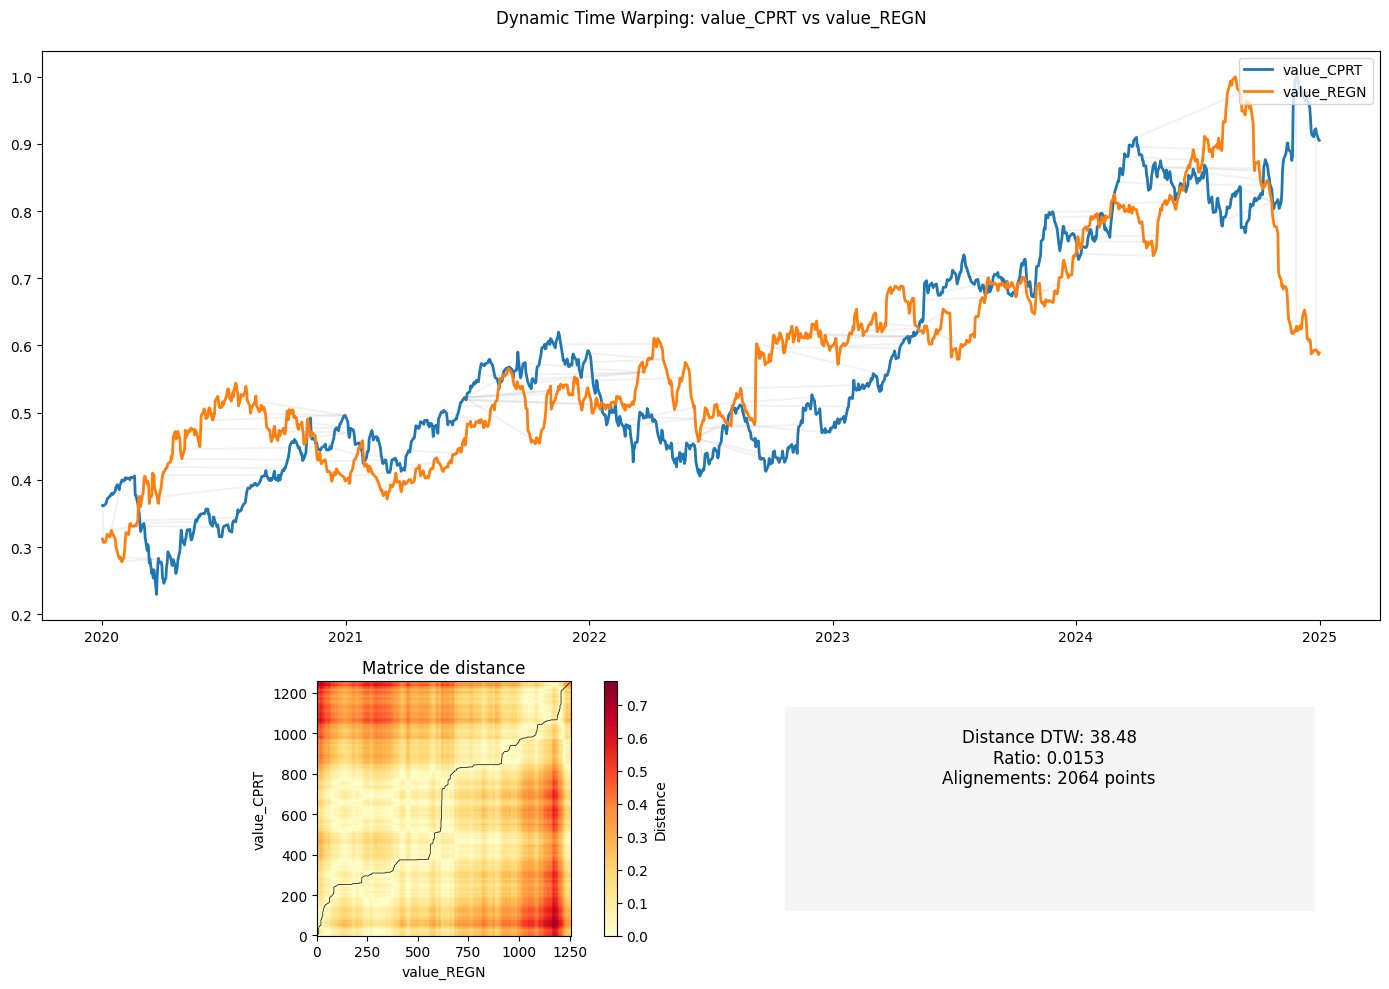 Dynamic Time Warping: value_CPRT vs value_REGN
value_CPRT
value_REGN
1.0
0.9
0.8
0.7
0.6
0.5
0.4
0.3
0.2
2020 2021 2022 2023 2024 2025
Matrice de distance
value_CPRT
1200
1000
800
600
400
200
0
0 250 500 750 1000 1250
value_REGN
0.7
0.6
0.5
0.4
0.3
0.2
0.1
0.0
Distance
Distance DTW: 38.48
Ratio: 0.0153
Alignements: 2064 points